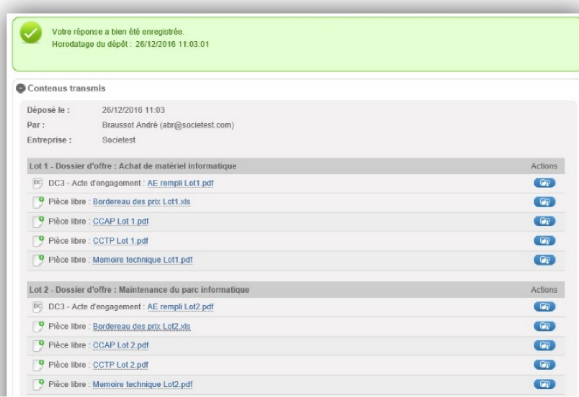 Votre réponse a bien été enregistrée.
Horodatage du dépôt : 26/12/2016 11:03:01
Contenus transmis
Déposé le : 26/12/2016 11:03
Par : Braussot André (abr@societest.com)
Entreprise : Societest
Lot 1 - Dossier d'offre : Achat de matériel informatique Actions
DC DC3 - Acte d'engagement : AE rempli Lot1.pdf
Pièce libre : Bordereau des prix Lot1.xls
Pièce libre : CCAP Lot 1.pdf
Pièce libre : CCTP Lot 1.pdf
Pièce libre : Memoire technique Lot1.pdf
Lot 2 - Dossier d'offre : Maintenance du parc informatique Actions
DC DC3 - Acte d'engagement : AE rempli Lot2.pdf
Pièce libre : Bordereau des prix Lot2.xls
Pièce libre : CCAP Lot 2.pdf
Pièce libre : CCTP Lot 2.pdf
Pièce libre : Memoire technique Lot2.pdf